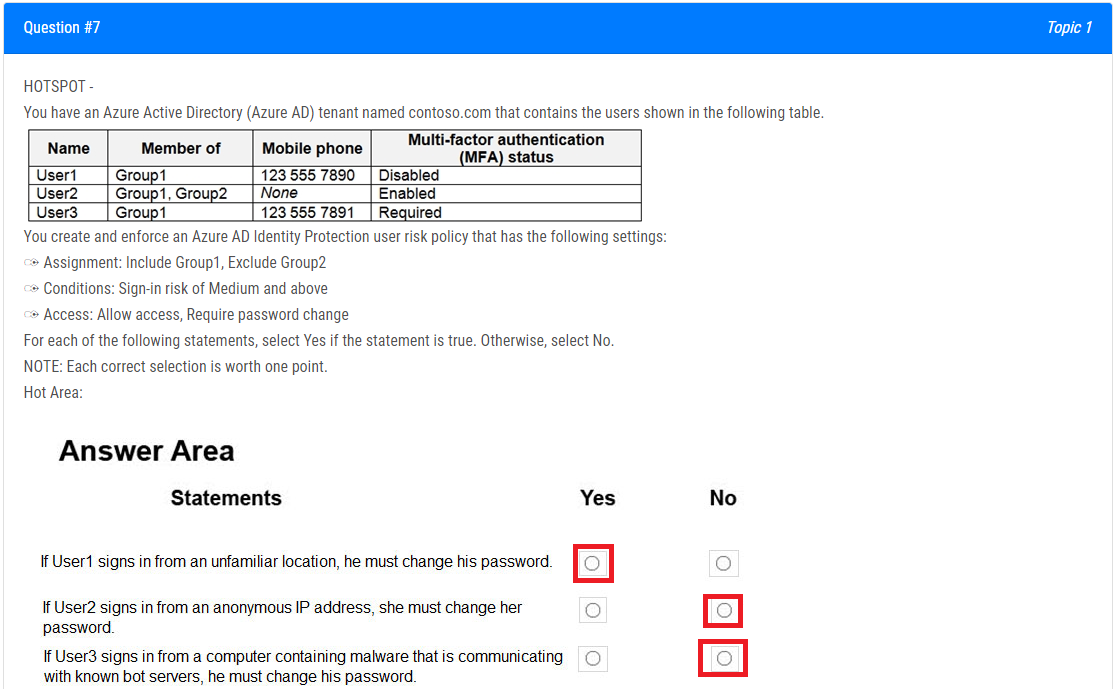 Question #7
Topic 1
HOTSPOT -
You have an Azure Active Directory (Azure AD) tenant named contoso.com that contains the users shown in the following table.
Name Member of Mobile phone Multi-factor authentication (MFA) status
User1 Group1 123 555 7890 Disabled
User2 Group1, Group2 None Enabled
User3 Group1 123 555 7891 Required
You create and enforce an Azure AD Identity Protection user risk policy that has the following settings:
Assignment: Include Group1, Exclude Group2
Conditions: Sign-in risk of Medium and above
Access: Allow access, Require password change
For each of the following statements, select Yes if the statement is true. Otherwise, select No.
NOTE: Each correct selection is worth one point.
Hot Area:
Answer Area
Statements Yes No
If User1 signs in from an unfamiliar location, he must change his password.
If User2 signs in from an anonymous IP address, she must change her
password.
If User3 signs in from a computer containing malware that is communicating
with known bot servers, he must change his password.